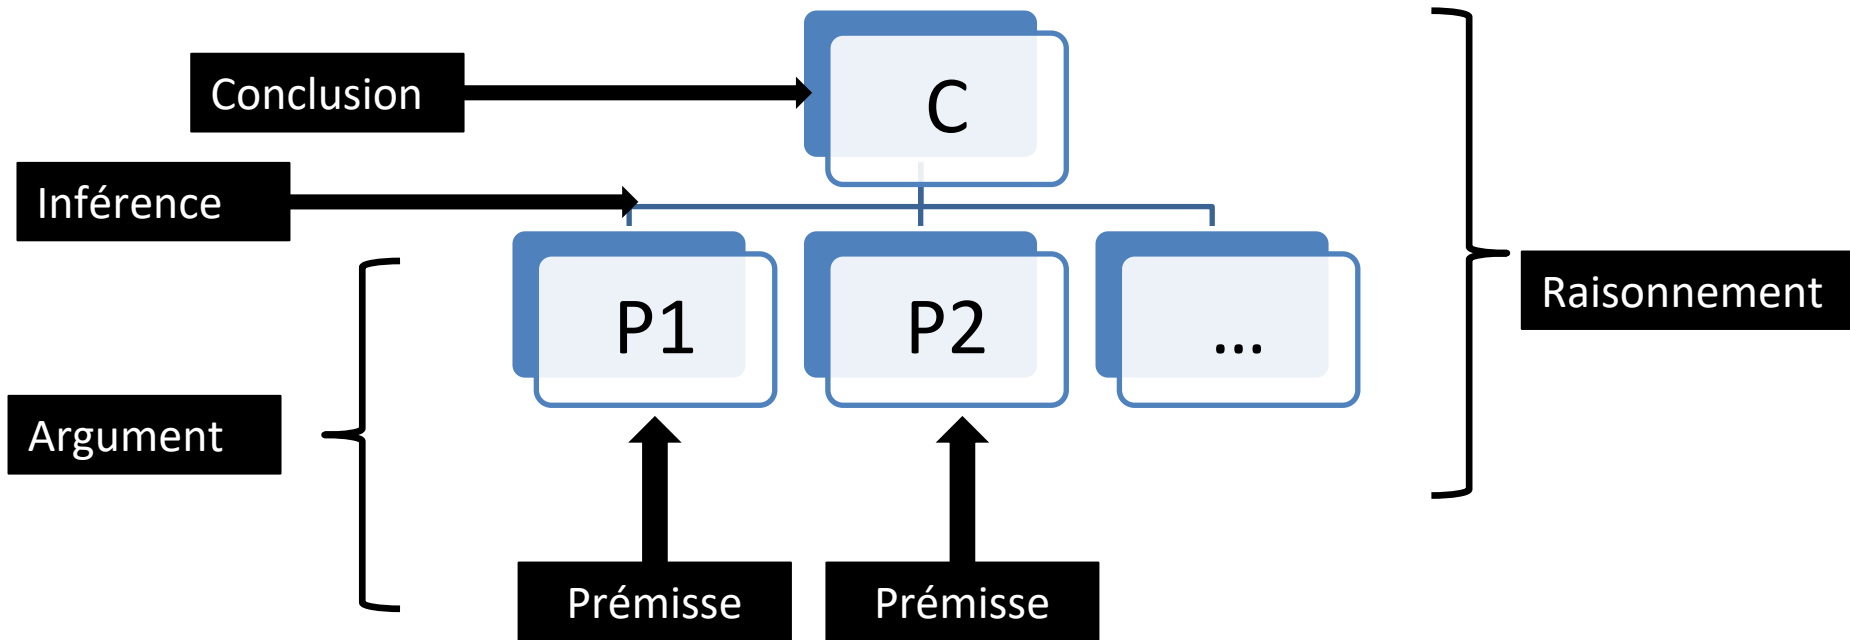 Conclusion
C
Inférence
P1
P2
...
Raisonnement
Argument
Prémisse
Prémisse